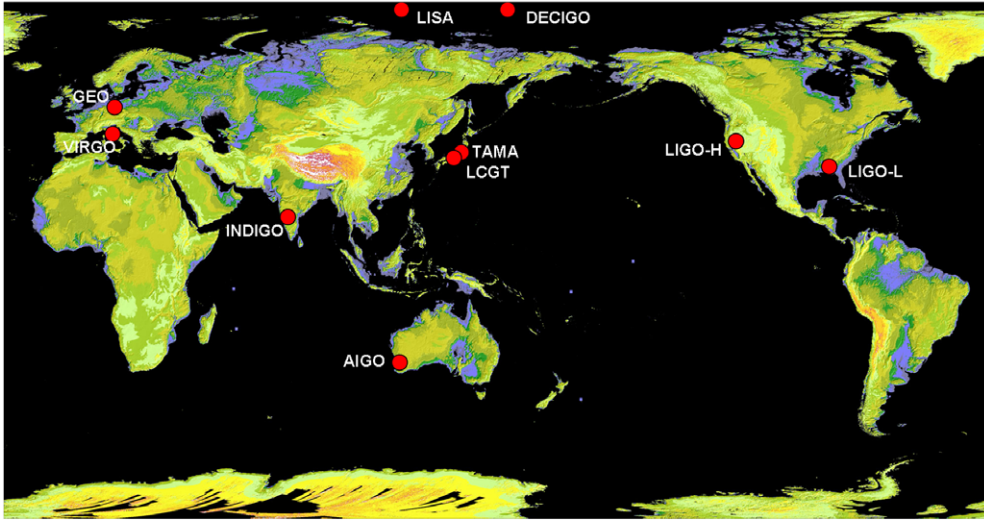 LISA
DECIGO
GEO
VIRGO
TAMA
LCGT
LIGO-H
LIGO-L
INDIGO
AIGO